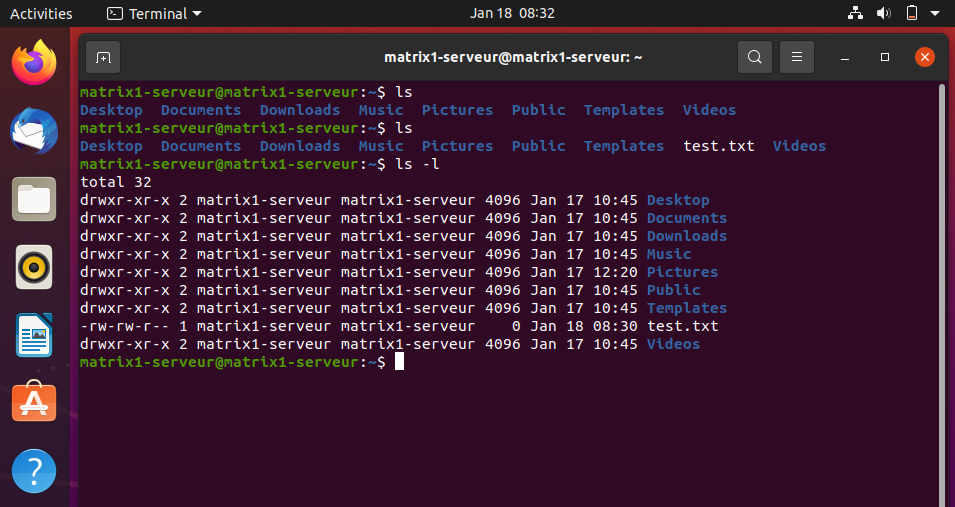 Activities Terminal Jan 18 08:32
matrix1-serveur@matrix1-serveur: ~
matrix1-serveur@matrix1-serveur:~$ ls
Desktop Documents Downloads Music Pictures Public Templates Videos
matrix1-serveur@matrix1-serveur:~$ ls
Desktop Documents Downloads Music Pictures Public Templates test.txt Videos
matrix1-serveur@matrix1-serveur:~$ ls -l
total 32
drwxr-xr-x 2 matrix1-serveur matrix1-serveur 4096 Jan 17 10:45 Desktop
drwxr-xr-x 2 matrix1-serveur matrix1-serveur 4096 Jan 17 10:45 Documents
drwxr-xr-x 2 matrix1-serveur matrix1-serveur 4096 Jan 17 10:45 Downloads
drwxr-xr-x 2 matrix1-serveur matrix1-serveur 4096 Jan 17 10:45 Music
drwxr-xr-x 2 matrix1-serveur matrix1-serveur 4096 Jan 17 12:20 Pictures
drwxr-xr-x 2 matrix1-serveur matrix1-serveur 4096 Jan 17 10:45 Public
drwxr-xr-x 2 matrix1-serveur matrix1-serveur 4096 Jan 17 10:45 Templates
-rw-rw-r-- 1 matrix1-serveur matrix1-serveur 0 Jan 18 08:30 test.txt
drwxr-xr-x 2 matrix1-serveur matrix1-serveur 4096 Jan 17 10:45 Videos
matrix1-serveur@matrix1-serveur:~$